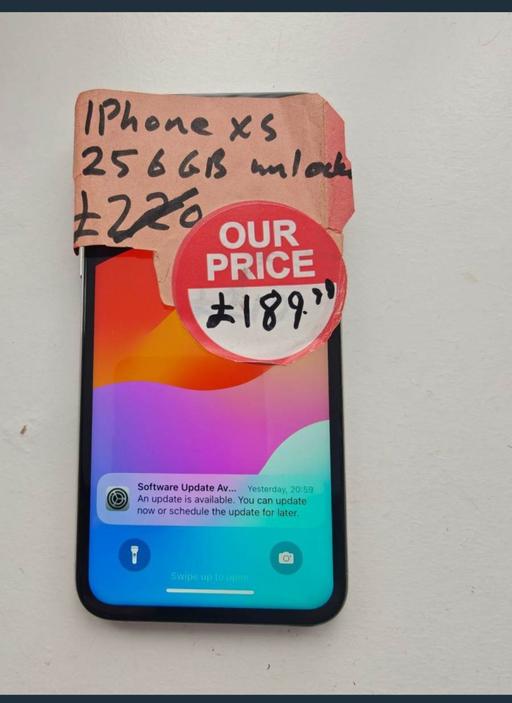 IPhone XS
256GB unlock
£220
OUR
PRICE
£189.99
Software Update Av... Yesterday, 20:59
An update is available. You can update
now or schedule the update for later.
Swipe up to open